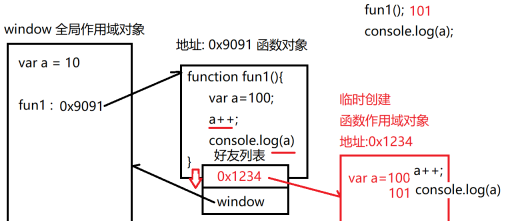 fun1(); 101
console.log(a);
window 全局作用域对象
var a = 10
fun1 : 0x9091
地址: 0x9091 函数对象
function fun1(){
var a=100;
a++;
console.log(a)
}
好友列表
0x1234
window
临时创建
函数作用域对象
地址:0x1234
var a=100 a++;
101 console.log(a)